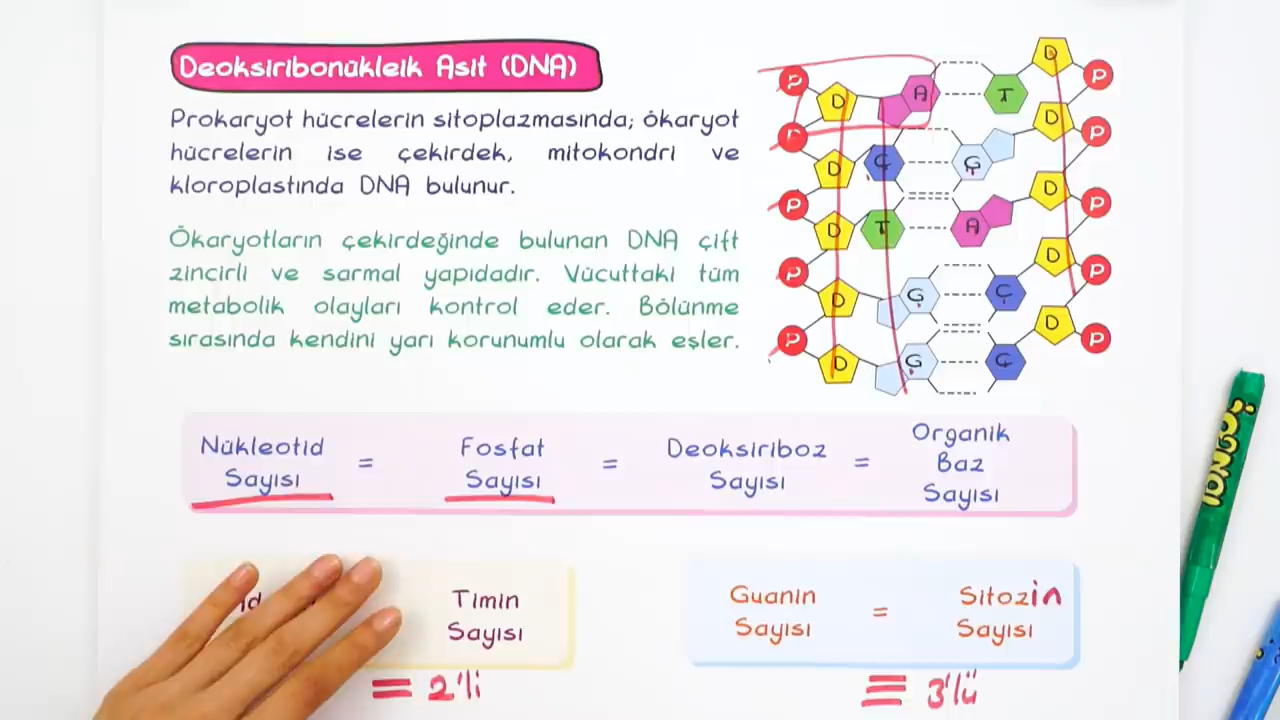 Deoksiribonükleik Asit (DNA)
Prokaryot hücrelerin sitoplazmasında; ökaryot
hücrelerin ise çekirdek, mitokondri ve
kloroplastında DNA bulunur.
Ökaryotların çekirdeğinde bulunan DNA çift
zincirli ve sarmal yapıdadır. Vücuttaki tüm
metabolik olayları kontrol eder. Bölünme
sırasında kendini yarı korunumlu olarak eşler.
P D A T D P
P D Ç G D P
P D T A D P
P D G Ç D P
P D G Ç D P
Nükleotid
Sayısı
=
Fosfat
Sayısı
=
Deoksiriboz
Sayısı
=
Organik
Baz
Sayısı
Timin
Sayısı
= 2'li
Guanin
Sayısı
=
Sitozin
Sayısı
≡ 3'lü